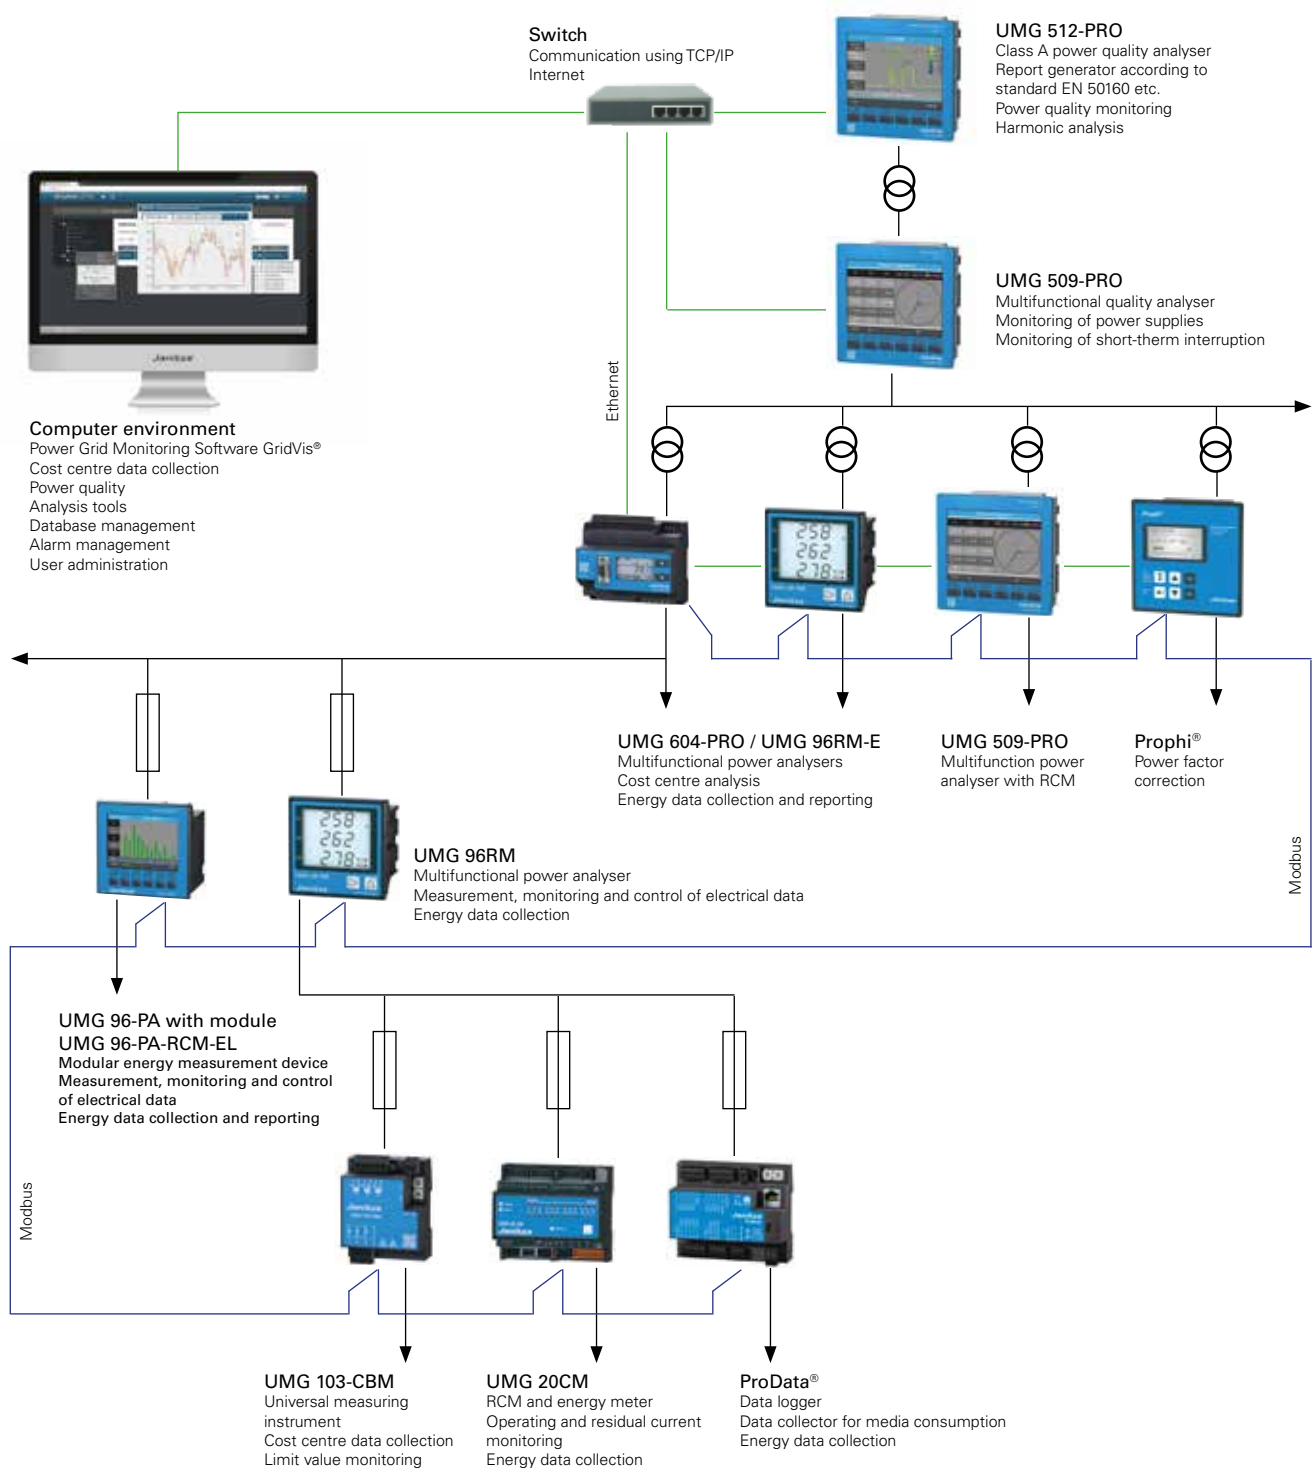 Switch
Communication using TCP/IP
Internet
UMG 512-PRO
Class A power quality analyser
Report generator according to
standard EN 50160 etc.
Power quality monitoring
Harmonic analysis
UMG 509-PRO
Multifunctional quality analyser
Monitoring of power supplies
Monitoring of short-therm interruption
Ethernet
Janitza
Computer environment
Power Grid Monitoring Software GridVis®
Cost centre data collection
Power quality
Analysis tools
Database management
Alarm management
User administration
258
262
278
UMG 604-PRO / UMG 96RM-E
Multifunctional power analysers
Cost centre analysis
Energy data collection and reporting
UMG 509-PRO
Multifunction power
analyser with RCM
Prophi®
Power factor
correction
Modbus
258
262
278
UMG 96RM
Multifunctional power analyser
Measurement, monitoring and control of electrical data
Energy data collection
UMG 96-PA with module
UMG 96-PA-RCM-EL
Modular energy measurement device
Measurement, monitoring and control
of electrical data
Energy data collection and reporting
Modbus
Janitza
Janitza
Janitza
UMG 103-CBM
Universal measuring
instrument
Cost centre data collection
Limit value monitoring
UMG 20CM
RCM and energy meter
Operating and residual current
monitoring
Energy data collection
ProData®
Data logger
Data collector for media consumption
Energy data collection